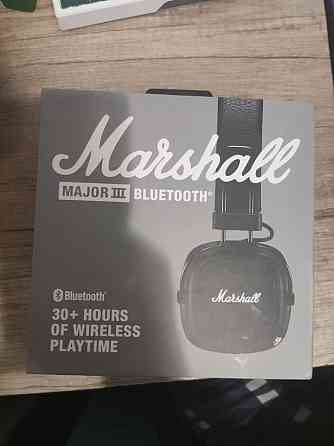 Marshall
MAJOR III BLUETOOTH®
Marshall
Bluetooth®
30+ HOURS
OF WIRELESS
PLAYTIME